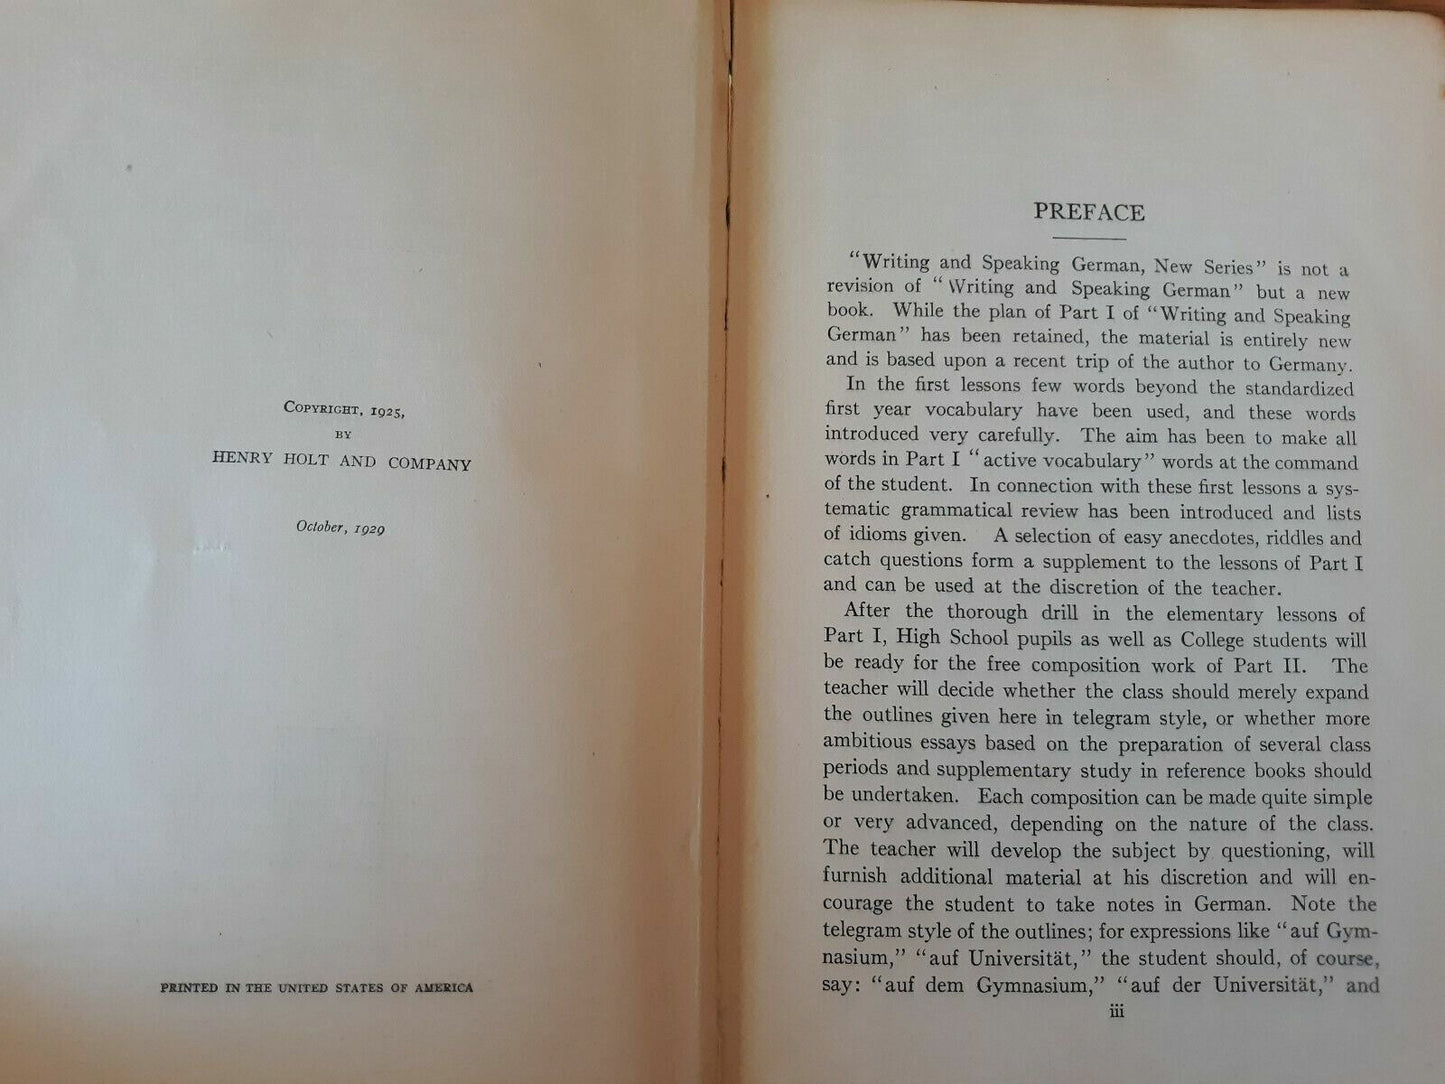 COPYRIGHT, 1925,
BY
HENRY HOLT AND COMPANY
October, 1929
PRINTED IN THE UNITED STATES OF AMERICA
PREFACE
“Writing and Speaking German, New Series” is not a
revision of “Writing and Speaking German” but a new
book. While the plan of Part I of “Writing and Speaking
German” has been retained, the material is entirely new
and is based upon a recent trip of the author to Germany.
In the first lessons few words beyond the standardized
first year vocabulary have been used, and these words
introduced very carefully. The aim has been to make all
words in Part I “active vocabulary” words at the command
of the student. In connection with these first lessons a sys-
tematic grammatical review has been introduced and lists
of idioms given. A selection of easy anecdotes, riddles and
catch questions form a supplement to the lessons of Part I
and can be used at the discretion of the teacher.
After the thorough drill in the elementary lessons of
Part I, High School pupils as well as College students will
be ready for the free composition work of Part II. The
teacher will decide whether the class should merely expand
the outlines given here in telegram style, or whether more
ambitious essays based on the preparation of several class
periods and supplementary study in reference books should
be undertaken. Each composition can be made quite simple
or very advanced, depending on the nature of the class.
The teacher will develop the subject by questioning, will
furnish additional material at his discretion and will en-
courage the student to take notes in German. Note the
telegram style of the outlines; for expressions like “auf Gym-
nasium,” “auf Universität,” the student should, of course,
say: “auf dem Gymnasium,” “auf der Universität,” and
iii